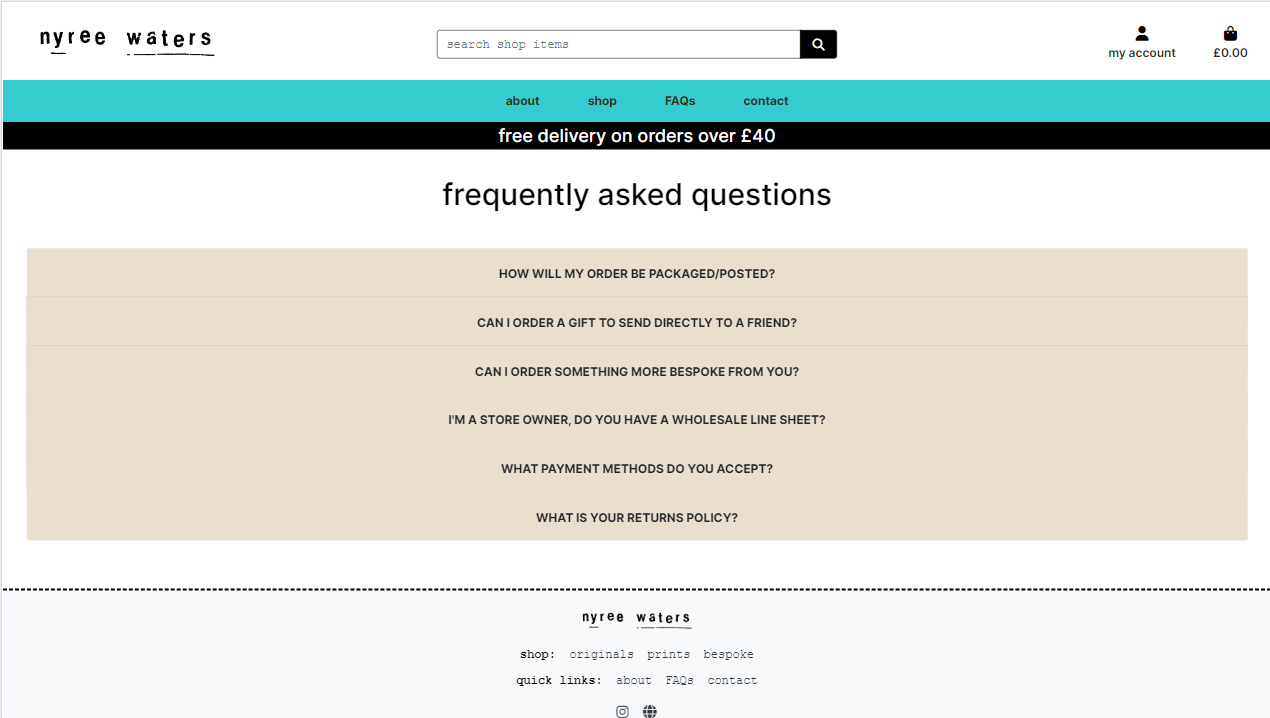 nyree waters
search shop items
my account
£0.00
about shop FAQs contact
free delivery on orders over £40
frequently asked questions
HOW WILL MY ORDER BE PACKAGED/POSTED?
CAN I ORDER A GIFT TO SEND DIRECTLY TO A FRIEND?
CAN I ORDER SOMETHING MORE BESPOKE FROM YOU?
I'M A STORE OWNER, DO YOU HAVE A WHOLESALE LINE SHEET?
WHAT PAYMENT METHODS DO YOU ACCEPT?
WHAT IS YOUR RETURNS POLICY?
nyree waters
shop: originals prints bespoke
quick links: about FAQs contact